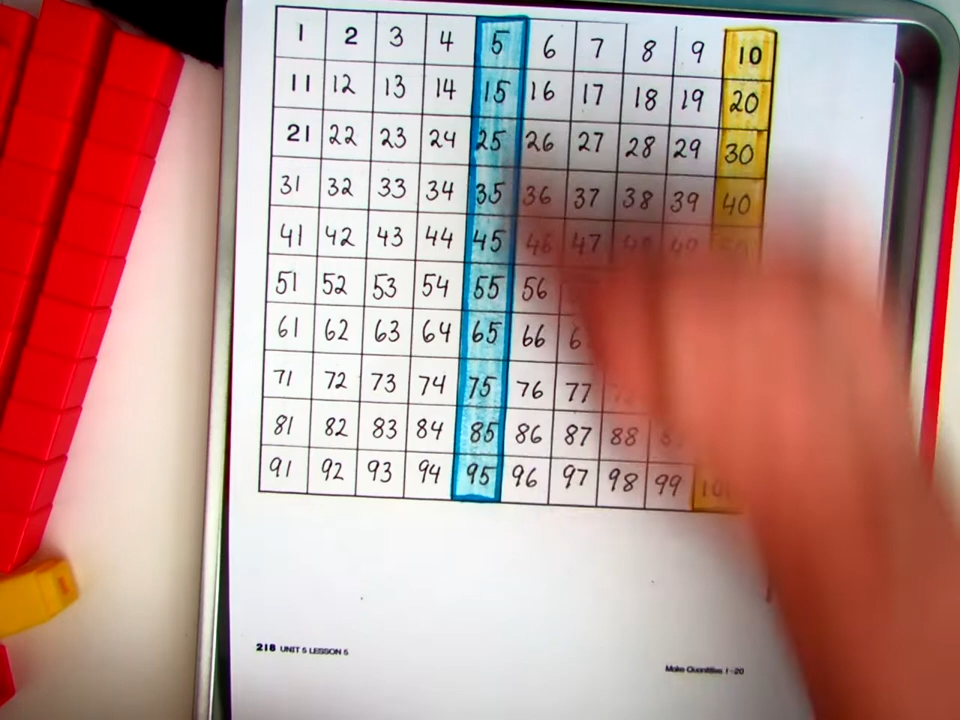 1 2 3 4 5 6 7 8 9 10
11 12 13 14 15 16 17 18 19 20
21 22 23 24 25 26 27 28 29 30
31 32 33 34 35 36 37 38 39 40
41 42 43 44 45 46 47
51 52 53 54 55 56
61 62 63 64 65 66
71 72 73 74 75 76 77
81 82 83 84 85 86 87 88
91 92 93 94 95 96 97 98 99
218 UNIT 5 LESSON 5
Make Quantities 1–20